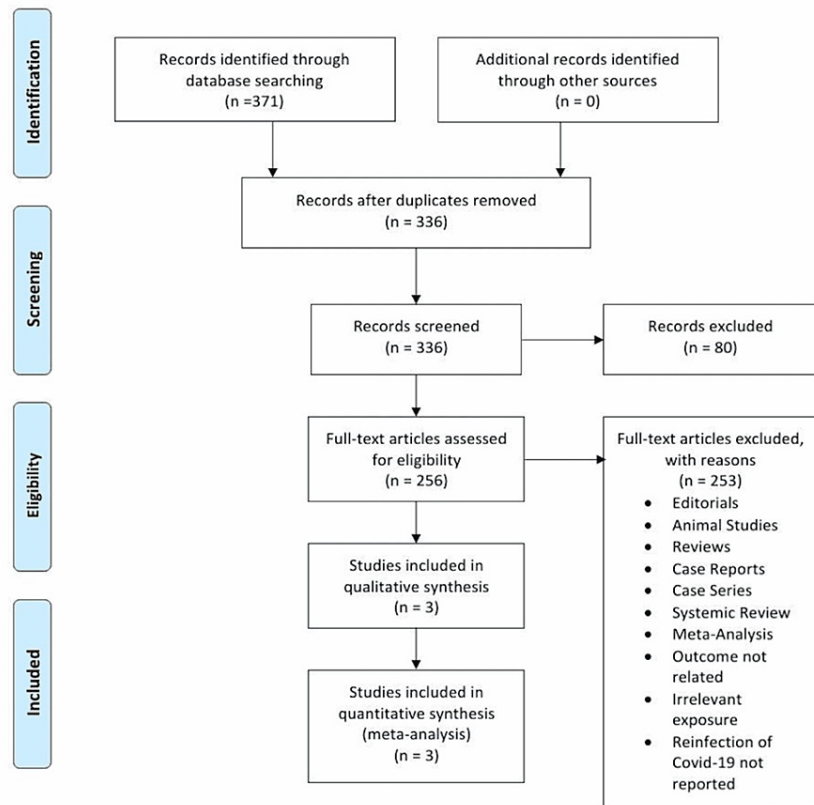 Identification
Records identified through
database searching
(n =371)
Additional records identified
through other sources
(n = 0)
Records after duplicates removed
(n = 336)
Screening
Records screened
(n = 336)
Records excluded
(n = 80)
Eligibility
Full-text articles assessed
for eligibility
(n = 256)
Full-text articles excluded,
with reasons
(n = 253)
• Editorials
• Animal Studies
• Reviews
• Case Reports
• Case Series
• Systemic Review
• Meta-Analysis
• Outcome not
related
• Irrelevant
exposure
• Reinfection of
Covid-19 not
reported
Studies included in
qualitative synthesis
(n = 3)
Included
Studies included in
quantitative synthesis
(meta-analysis)
(n = 3)